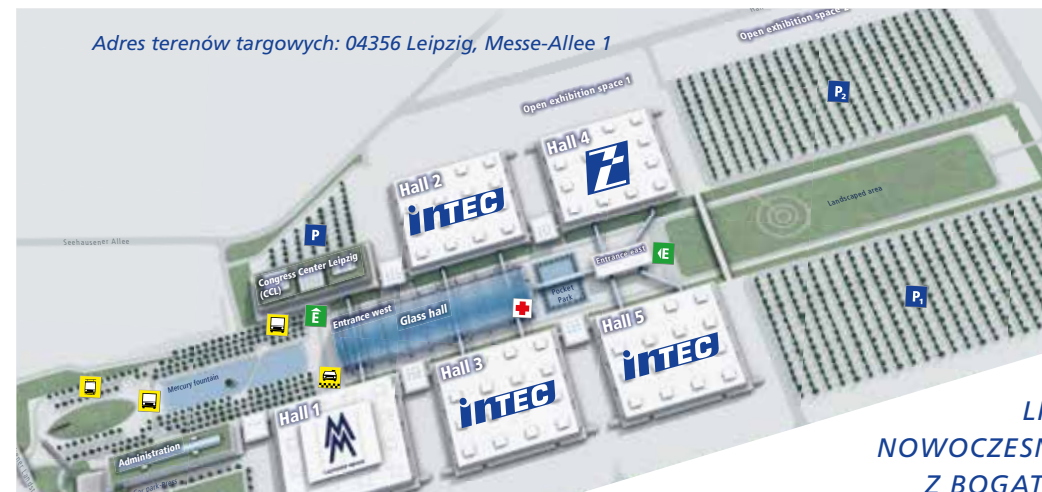 Adres terenów targowych: 04356 Leipzig, Messe-Allee 1
Open exhibition space 2
Open exhibition space 1
P2
Hall 4
Z
Hall 2
inTEC
Landscaped area
Seehausener Allee
P
Congress Center Leipzig
(CCL)
Entrance east
E
Pocket
Park
P1
E
Entrance west
Glass hall
Hall 5
inTEC
Hall 3
inTEC
Mercury fountain
Hall 1
M
Administration
LI
NOWOCZESN
Z BOGAT